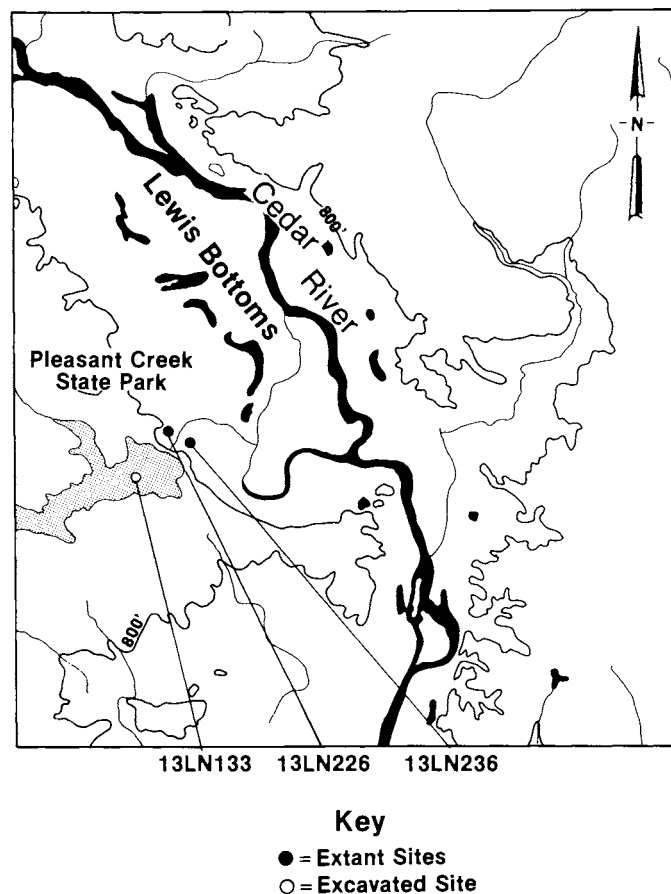 -N-
Cedar
River
800'
Lewis Bottoms
Pleasant Creek
State Park
800'
13LN133 13LN226 13LN236
Key
● = Extant Sites
○ = Excavated Site